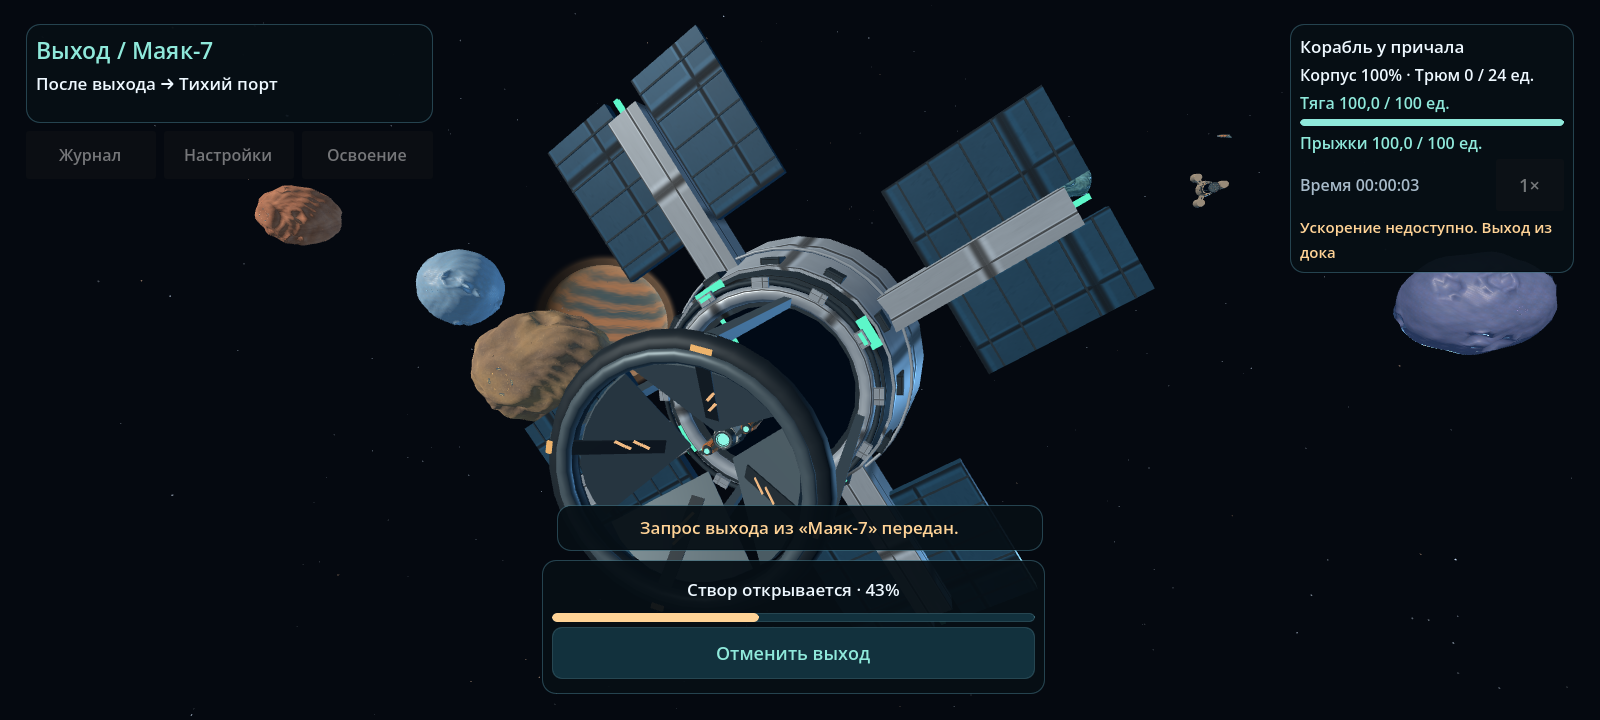 Выход / Маяк-7
После выхода → Тихий порт
Журнал
Настройки
Освоение
Корабль у причала
Корпус 100% · Трюм 0 / 24 ед.
Тяга 100,0 / 100 ед.
Прыжки 100,0 / 100 ед.
Время 00:00:03
1×
Ускорение недоступно. Выход из
дока
Запрос выхода из «Маяк-7» передан.
Створ открывается · 43%
Отменить выход